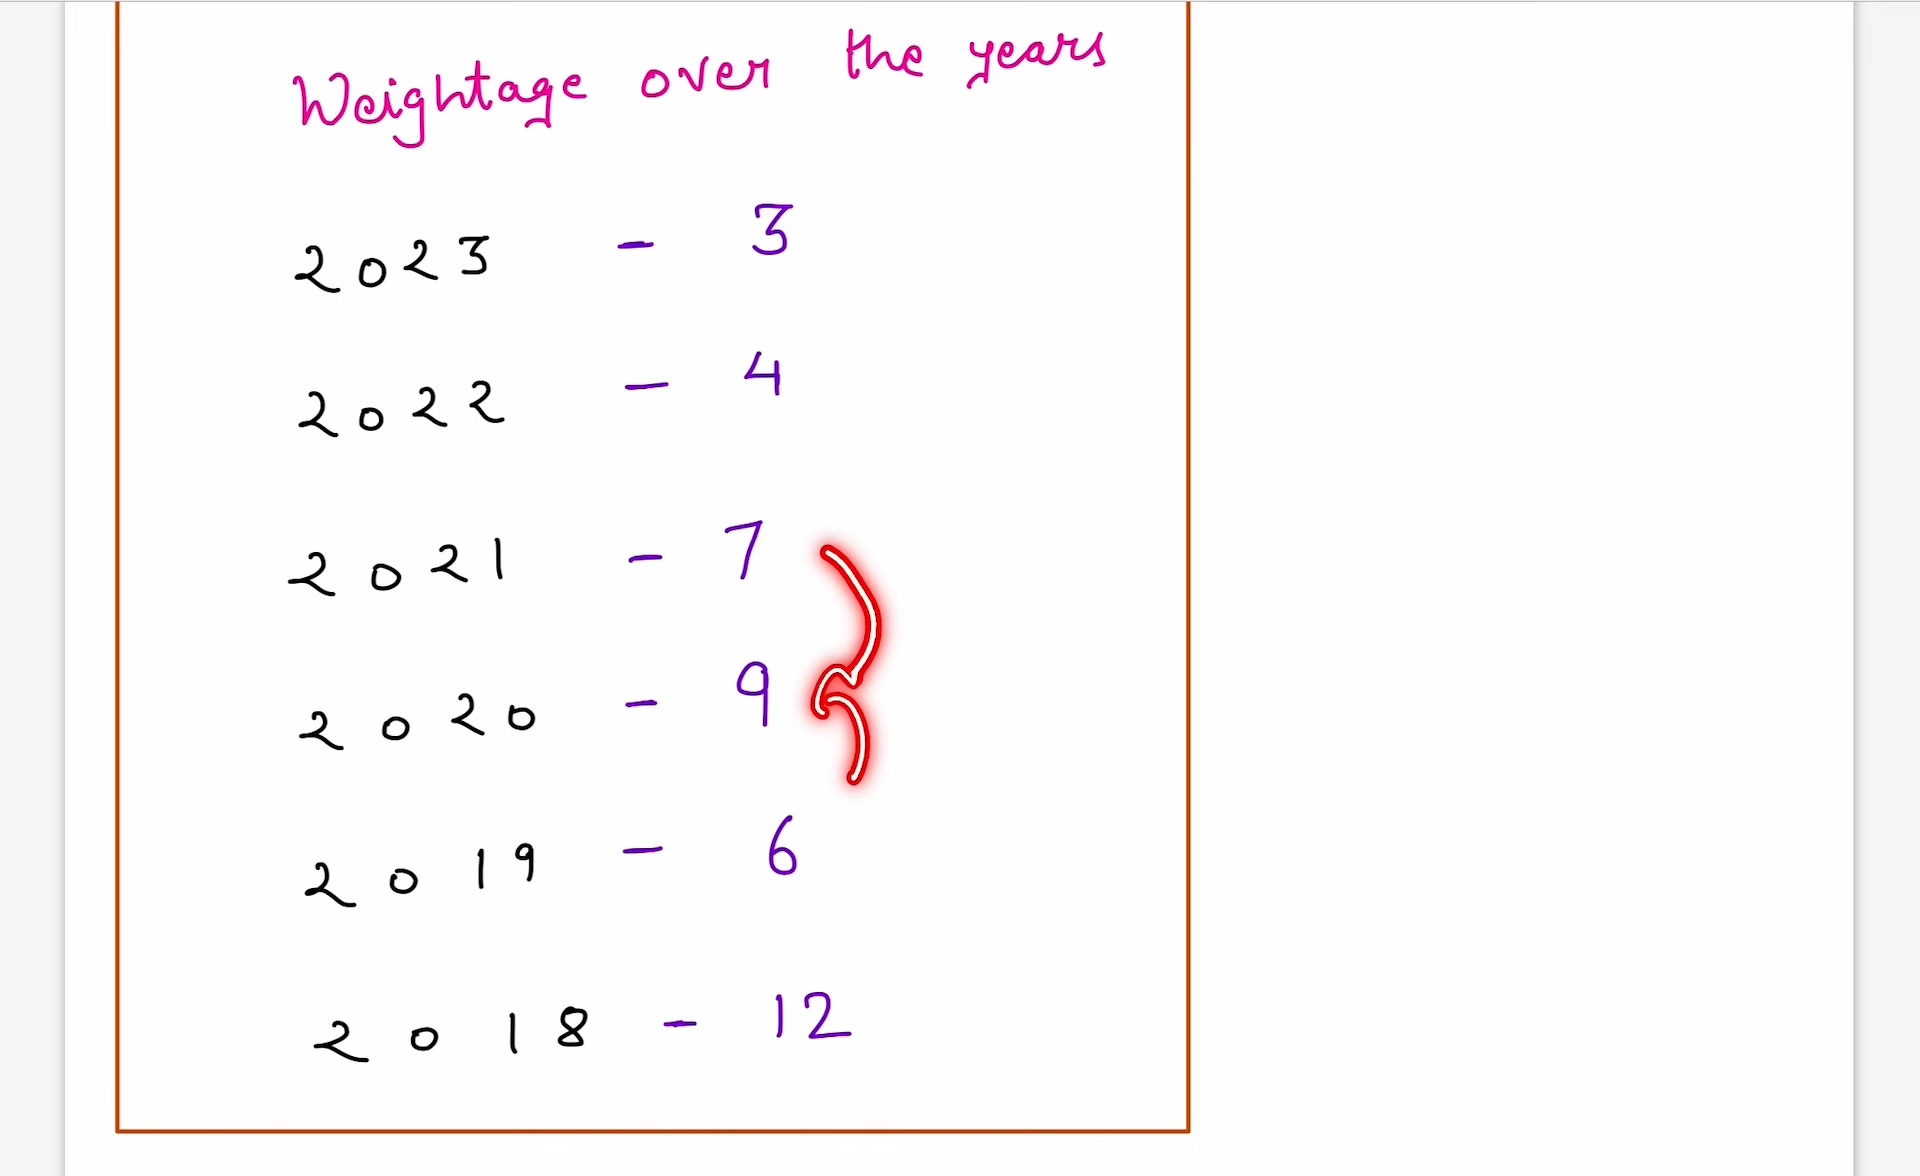 Weightage over the years
2023 - 3
2022 - 4
2021 - 7
2020 - 9
2019 - 6
2018 - 12